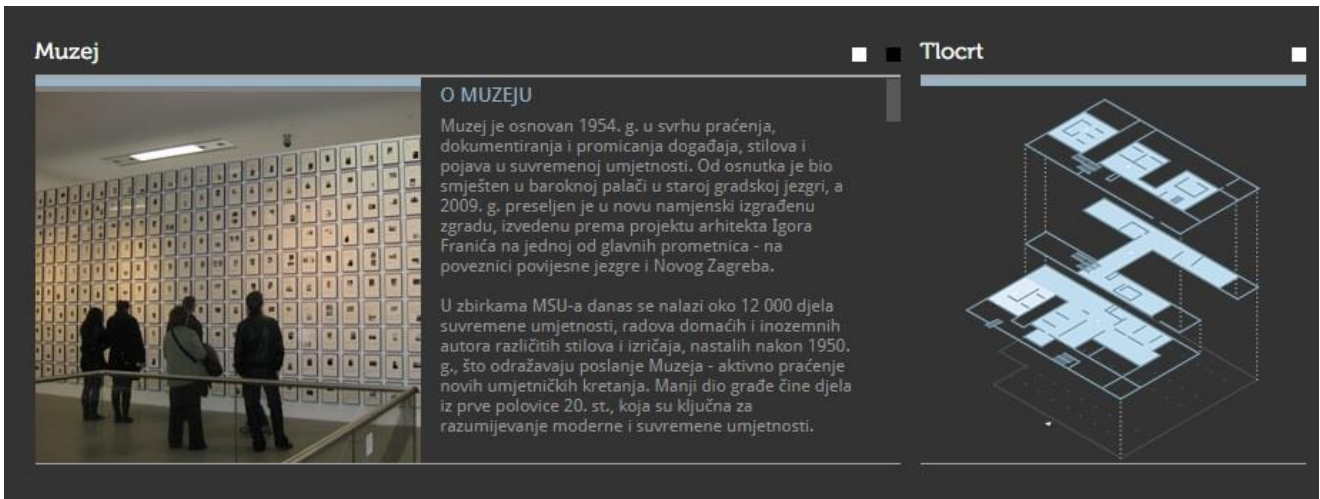 Muzej
Tlocrt
O MUZEJU
Muzej je osnovan 1954. g. u svrhu praćenja,
dokumentiranja i promicanja događaja, stilova i
pojava u suvremenoj umjetnosti. Od osnutka je bio
smješten u baroknoj palači u staroj gradskoj jezgri, a
2009. g. preseljen je u novu namjenski izgrađenu
zgradu, izvedenu prema projektu arhitekta Igora
Franića na jednoj od glavnih prometnica - na
poveznici povijesne jezgre i Novog Zagreba.
U zbirkama MSU-a danas se nalazi oko 12 000 djela
suvremene umjetnosti, radova domaćih i inozemnih
autora različitih stilova i izričaja, nastalih nakon 1950.
g., što odražavaju poslanje Muzeja - aktivno praćenje
novih umjetničkih kretanja. Manji dio građe čine djela
iz prve polovice 20. st., koja su ključna za
razumijevanje moderne i suvremene umjetnosti.